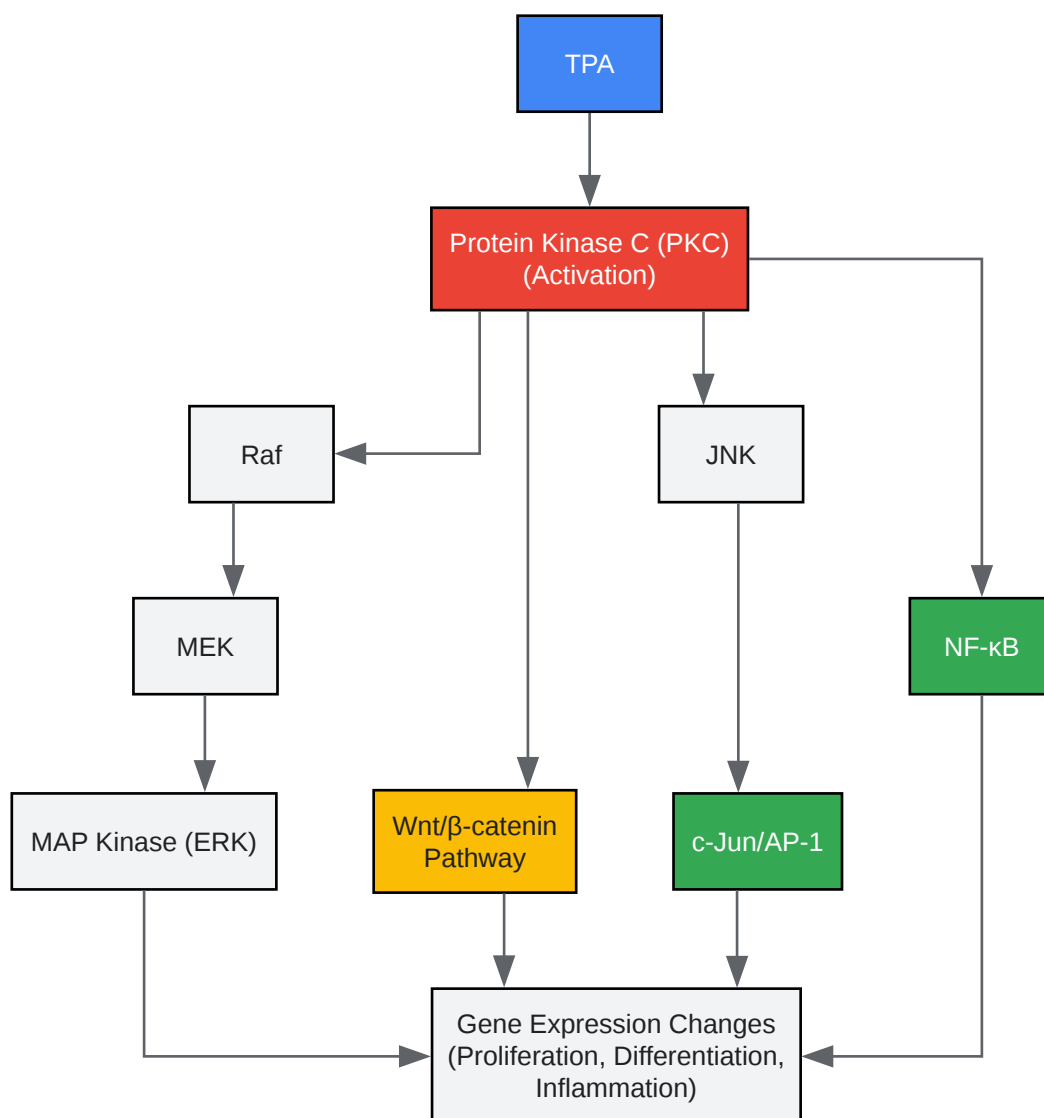 TPA
Protein Kinase C (PKC)
(Activation)
Raf
JNK
MEK
NF-κB
MAP Kinase (ERK)
Wnt/β-catenin
Pathway
c-Jun/AP-1
Gene Expression Changes
(Proliferation, Differentiation,
Inflammation)